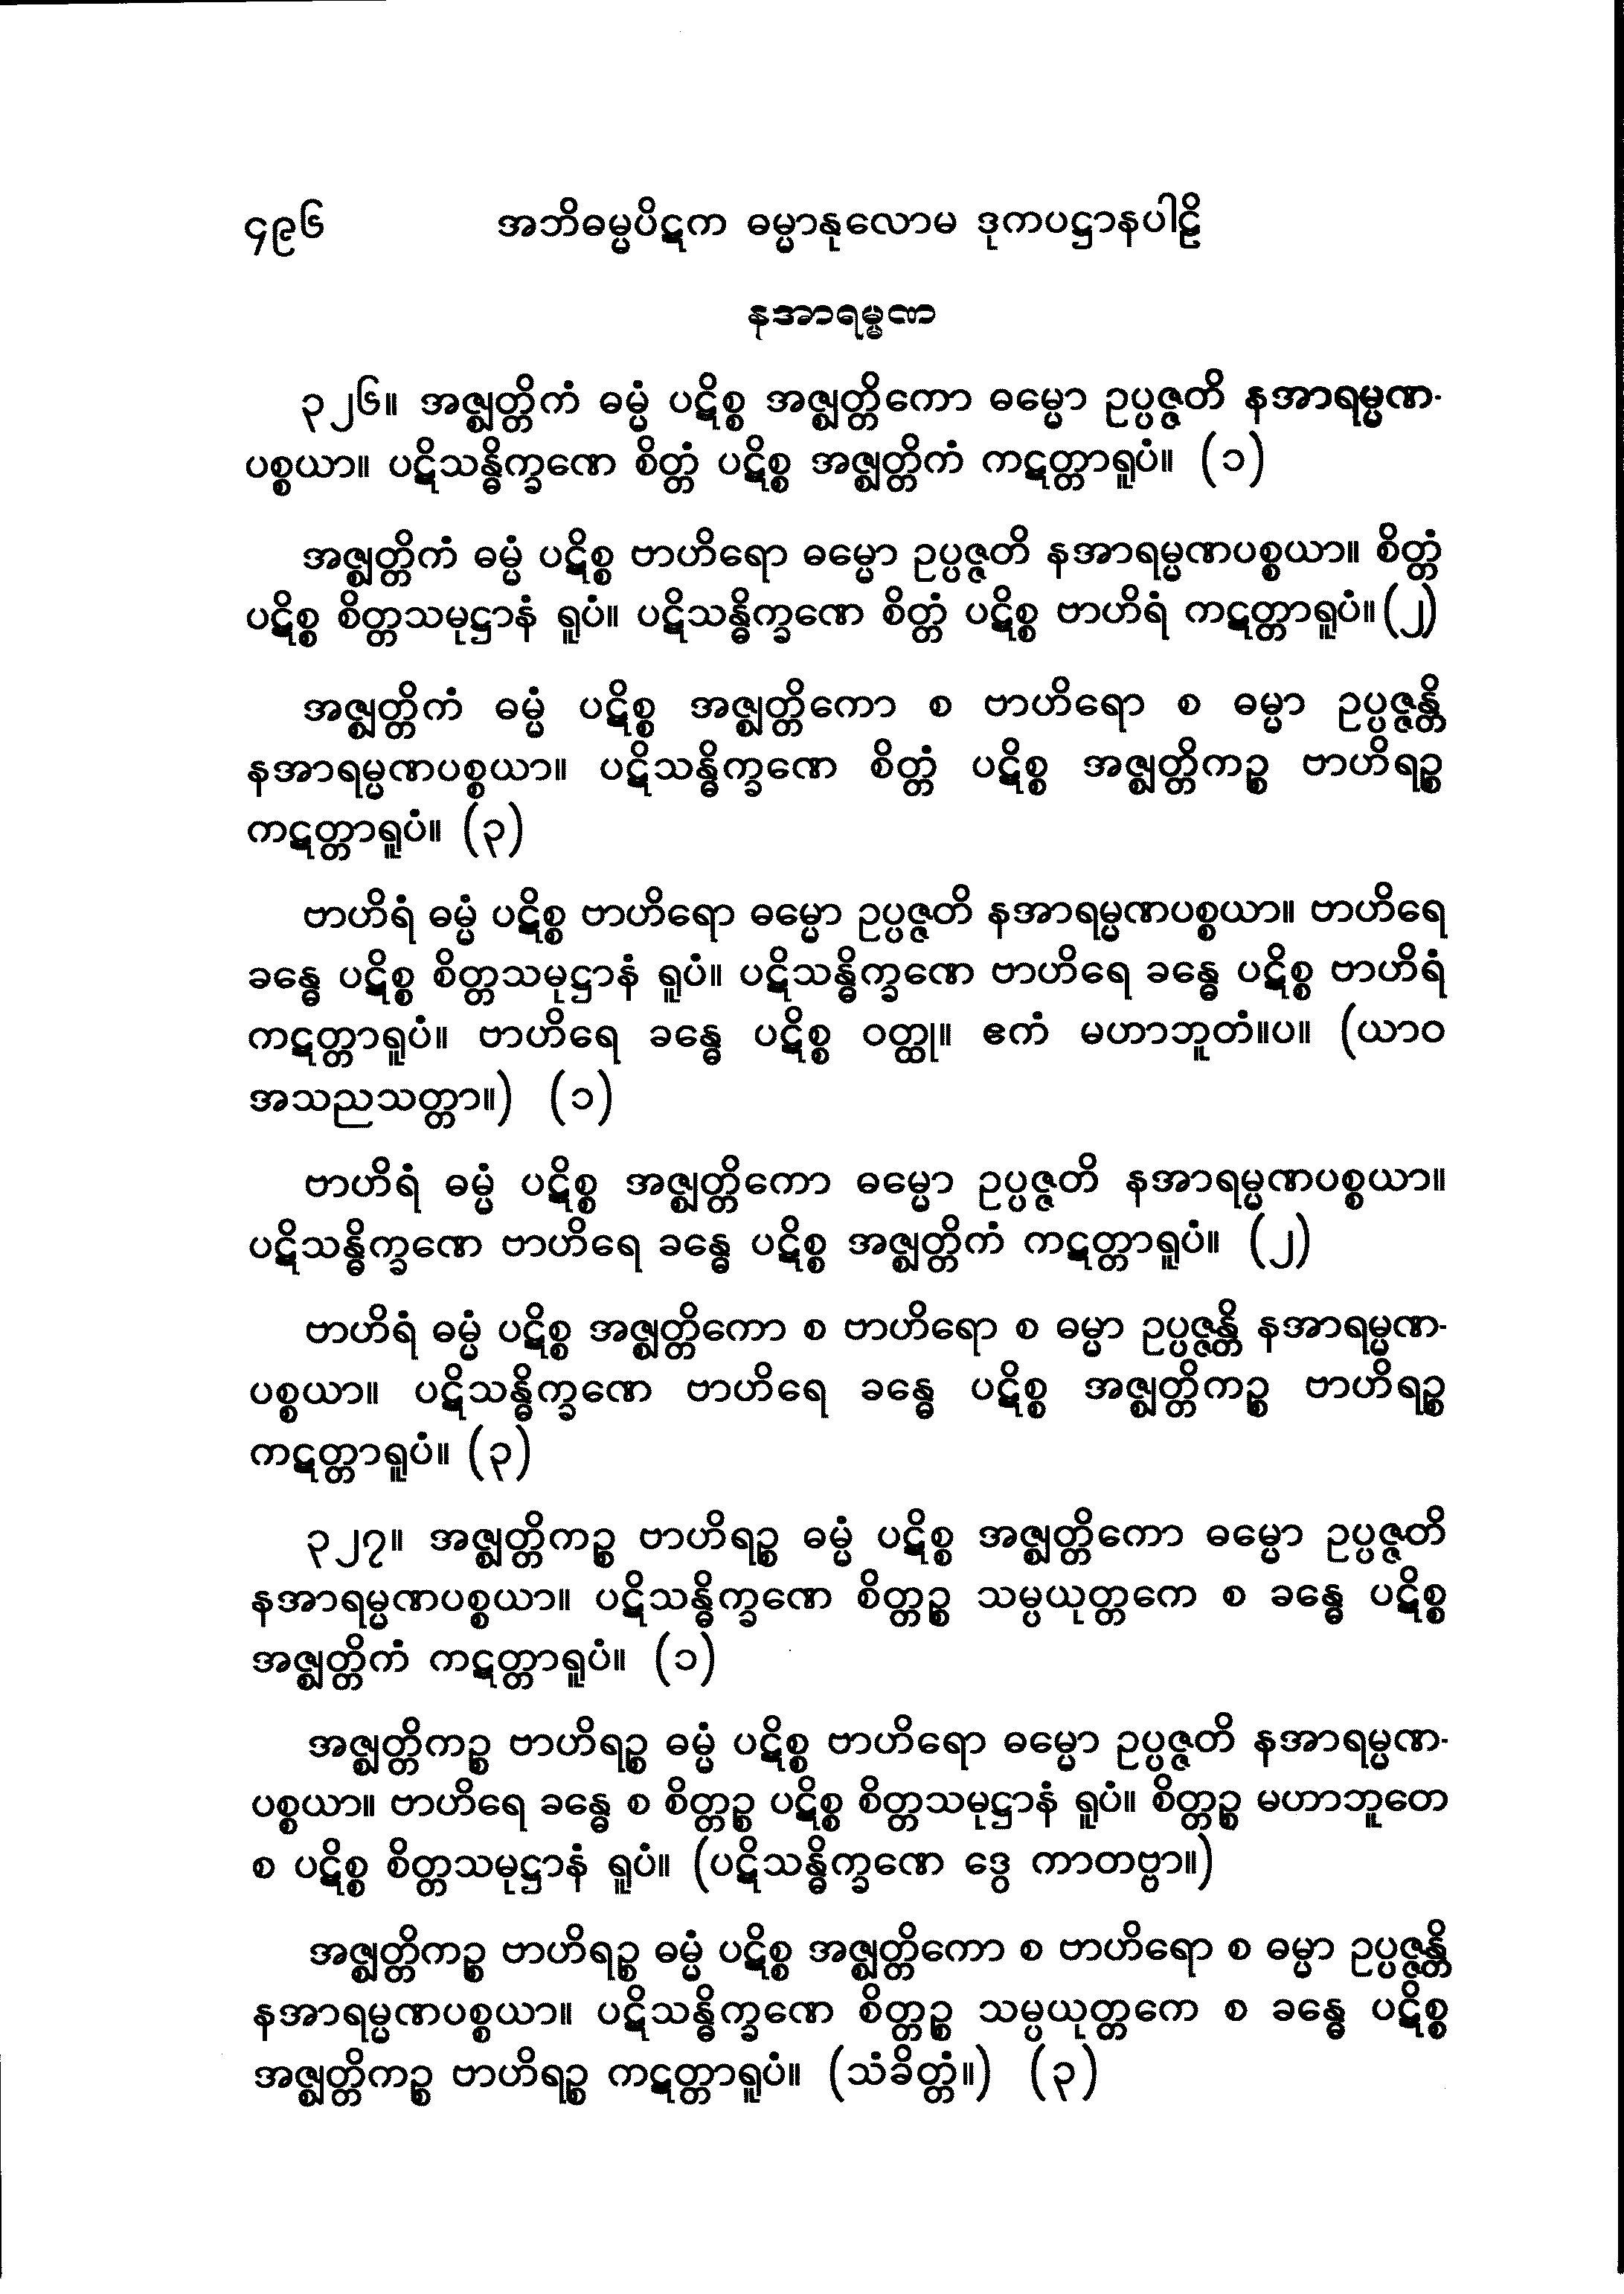 ၄၉၆ အဘိဓမ္မပိဋက ဓမ္မာနုလောမ ဒုကပဋ္ဌာနပါဠိ
နအာရမ္မဏ
၃၂၆။ အဇ္ဈတ္တိကံ ဓမ္မံ ပဋိစ္စ အဇ္ဈတ္တိကော ဓမ္မော ဥပ္ပဇ္ဇတိ နအာရမ္မဏ-
ပစ္စယာ။ ပဋိသန္ဓိက္ခဏေ စိတ္တံ ပဋိစ္စ အဇ္ဈတ္တိကံ ကဋတ္တာရူပံ။ (၁)
အဇ္ဈတ္တိကံ ဓမ္မံ ပဋိစ္စ ဗာဟိရော ဓမ္မော ဥပ္ပဇ္ဇတိ နအာရမ္မဏပစ္စယာ။ စိတ္တံ
ပဋိစ္စ စိတ္တသမုဋ္ဌာနံ ရူပံ။ ပဋိသန္ဓိက္ခဏေ စိတ္တံ ပဋိစ္စ ဗာဟိရံ ကဋတ္တာရူပံ။ (၂)
အဇ္ဈတ္တိကံ ဓမ္မံ ပဋိစ္စ အဇ္ဈတ္တိကော စ ဗာဟိရော စ ဓမ္မာ ဥပ္ပဇ္ဇန္တိ
နအာရမ္မဏပစ္စယာ။ ပဋိသန္ဓိက္ခဏေ စိတ္တံ ပဋိစ္စ အဇ္ဈတ္တိကဉ္စ ဗာဟိရဉ္စ
ကဋတ္တာရူပံ။ (၃)
ဗာဟိရံ ဓမ္မံ ပဋိစ္စ ဗာဟိရော ဓမ္မော ဥပ္ပဇ္ဇတိ နအာရမ္မဏပစ္စယာ။ ဗာဟိရေ
ခန္ဓေ ပဋိစ္စ စိတ္တသမုဋ္ဌာနံ ရူပံ။ ပဋိသန္ဓိက္ခဏေ ဗာဟိရေ ခန္ဓေ ပဋိစ္စ ဗာဟိရံ
ကဋတ္တာရူပံ။ ဗာဟိရေ ခန္ဓေ ပဋိစ္စ ဝတ္ထု။ ဧကံ မဟာဘူတံ။ပ။ (ယာဝ
အသညသတ္တာ။) (၁)
ဗာဟိရံ ဓမ္မံ ပဋိစ္စ အဇ္ဈတ္တိကော ဓမ္မော ဥပ္ပဇ္ဇတိ နအာရမ္မဏပစ္စယာ။
ပဋိသန္ဓိက္ခဏေ ဗာဟိရေ ခန္ဓေ ပဋိစ္စ အဇ္ဈတ္တိကံ ကဋတ္တာရူပံ။ (၂)
ဗာဟိရံ ဓမ္မံ ပဋိစ္စ အဇ္ဈတ္တိကော စ ဗာဟိရော စ ဓမ္မာ ဥပ္ပဇ္ဇန္တိ နအာရမ္မဏ-
ပစ္စယာ။ ပဋိသန္ဓိက္ခဏေ ဗာဟိရေ ခန္ဓေ ပဋိစ္စ အဇ္ဈတ္တိကဉ္စ ဗာဟိရဉ္စ
ကဋတ္တာရူပံ။ (၃)
၃၂၇။ အဇ္ဈတ္တိကဉ္စ ဗာဟိရဉ္စ ဓမ္မံ ပဋိစ္စ အဇ္ဈတ္တိကော ဓမ္မော ဥပ္ပဇ္ဇတိ
နအာရမ္မဏပစ္စယာ။ ပဋိသန္ဓိက္ခဏေ စိတ္တဉ္စ သမ္ပယုတ္တကေ စ ခန္ဓေ ပဋိစ္စ
အဇ္ဈတ္တိကံ ကဋတ္တာရူပံ။ (၁)
အဇ္ဈတ္တိကဉ္စ ဗာဟိရဉ္စ ဓမ္မံ ပဋိစ္စ ဗာဟိရော ဓမ္မော ဥပ္ပဇ္ဇတိ နအာရမ္မဏ-
ပစ္စယာ။ ဗာဟိရေ ခန္ဓေ စ စိတ္တဉ္စ ပဋိစ္စ စိတ္တသမုဋ္ဌာနံ ရူပံ။ စိတ္တဉ္စ မဟာဘူတေ
စ ပဋိစ္စ စိတ္တသမုဋ္ဌာနံ ရူပံ။ (ပဋိသန္ဓိက္ခဏေ ဒွေ ကာတဗ္ဗာ။)
အဇ္ဈတ္တိကဉ္စ ဗာဟိရဉ္စ ဓမ္မံ ပဋိစ္စ အဇ္ဈတ္တိကော စ ဗာဟိရော စ ဓမ္မာ ဥပ္ပဇ္ဇန္တိ
နအာရမ္မဏပစ္စယာ။ ပဋိသန္ဓိက္ခဏေ စိတ္တဉ္စ သမ္ပယုတ္တကေ စ ခန္ဓေ ပဋိစ္စ
အဇ္ဈတ္တိကဉ္စ ဗာဟိရဉ္စ ကဋတ္တာရူပံ။ (သံခိတ္တံ။) (၃)